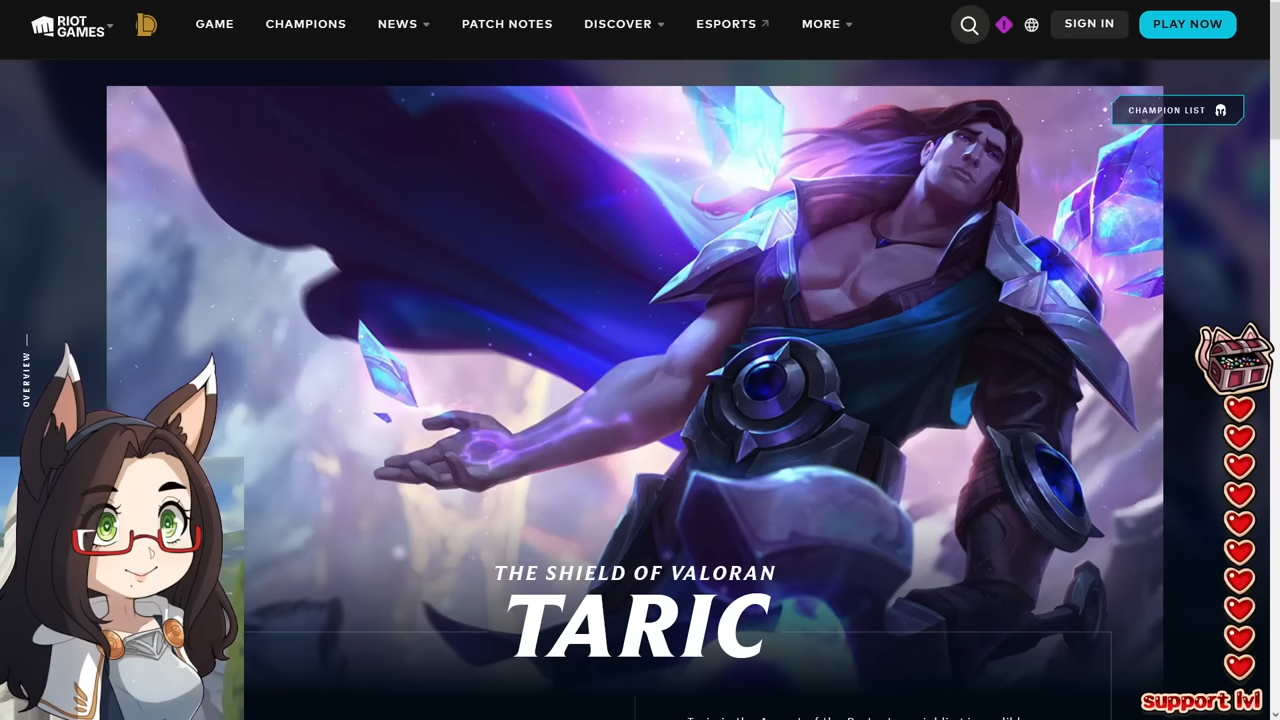 RIOT GAMES
GAME
CHAMPIONS
NEWS
PATCH NOTES
DISCOVER
ESPORTS
MORE
SIGN IN
PLAY NOW
CHAMPION LIST
OVERVIEW
THE SHIELD OF VALORAN
TARIC
support lvl